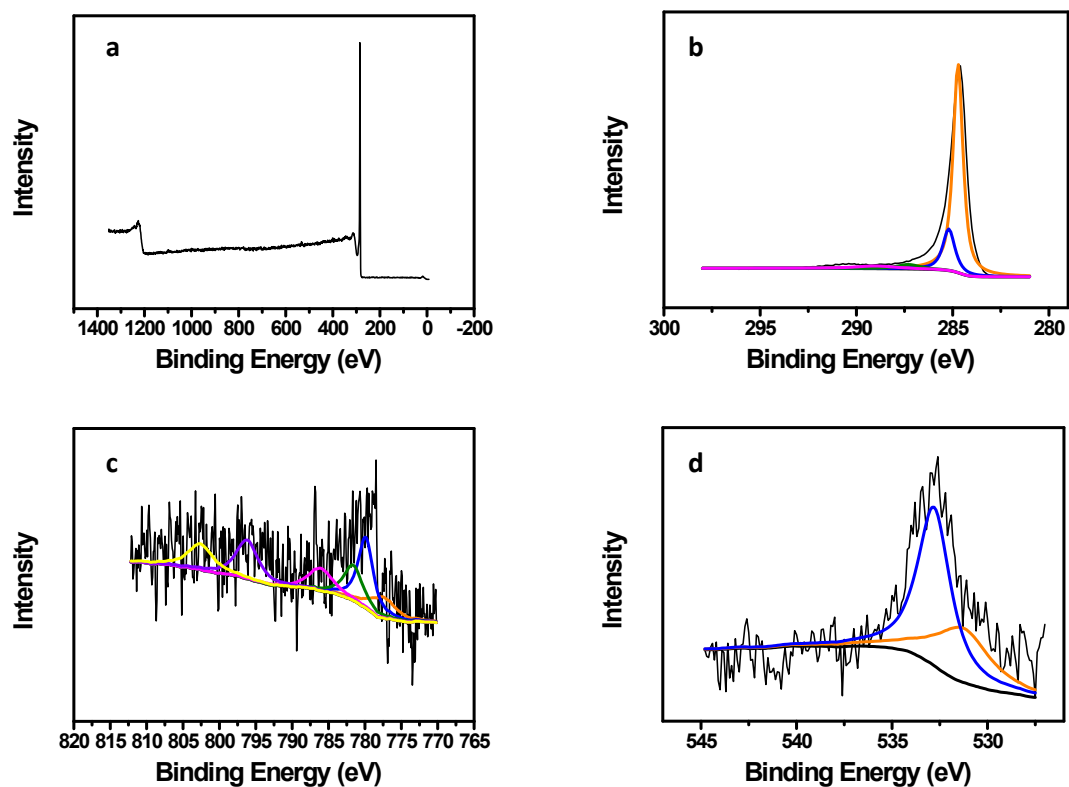 a
Intensity
1400 1200 1000 800 600 400 200 0 -200
Binding Energy (eV)
b
Intensity
300 295 290 285 280
Binding Energy (eV)
c
Intensity
820 815 810 805 800 795 790 785 780 775 770 765
Binding Energy (eV)
d
Intensity
545 540 535 530
Binding Energy (eV)